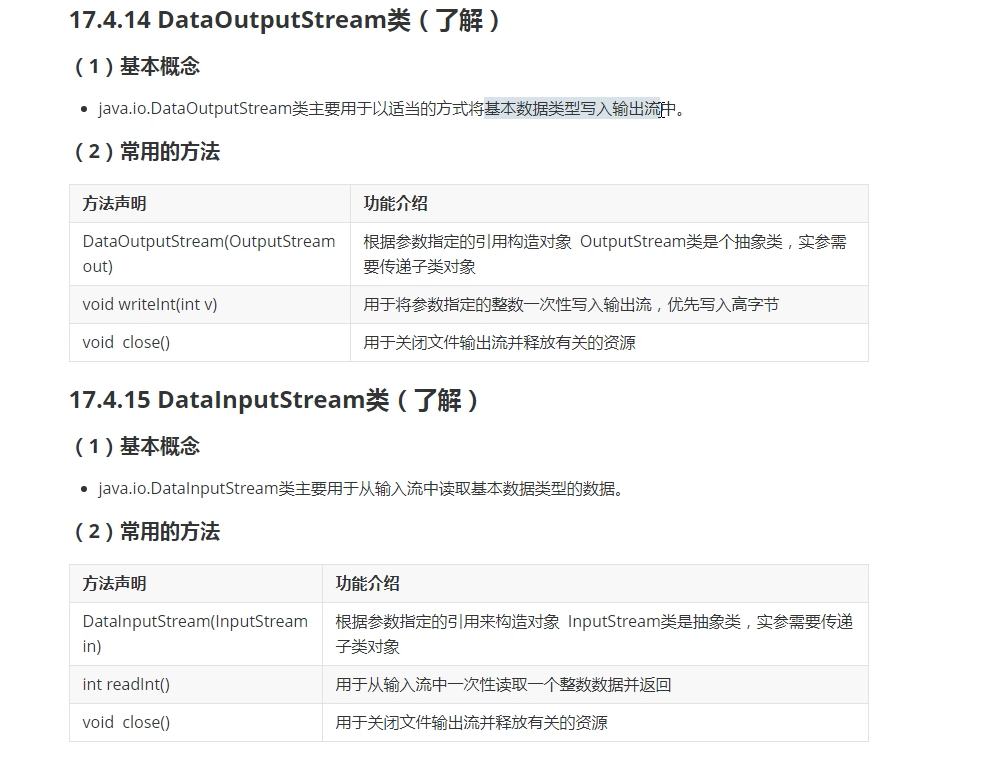 17.4.14 DataOutputStream类（了解）
（1）基本概念
• java.io.DataOutputStream类主要用于以适当的方式将基本数据类型写入输出流中。
（2）常用的方法
方法声明 功能介绍
DataOutputStream(OutputStream 根据参数指定的引用构造对象 OutputStream类是个抽象类，实参需
out) 要传递子类对象
void writeInt(int v) 用于将参数指定的整数一次性写入输出流，优先写入高字节
void close() 用于关闭文件输出流并释放有关的资源
17.4.15 DataInputStream类（了解）
（1）基本概念
• java.io.DataInputStream类主要用于从输入流中读取基本数据类型的数据。
（2）常用的方法
方法声明 功能介绍
DataInputStream(InputStream 根据参数指定的引用来构造对象 InputStream类是抽象类，实参需要传递
in) 子类对象
int readInt() 用于从输入流中一次性读取一个整数数据并返回
void close() 用于关闭文件输出流并释放有关的资源